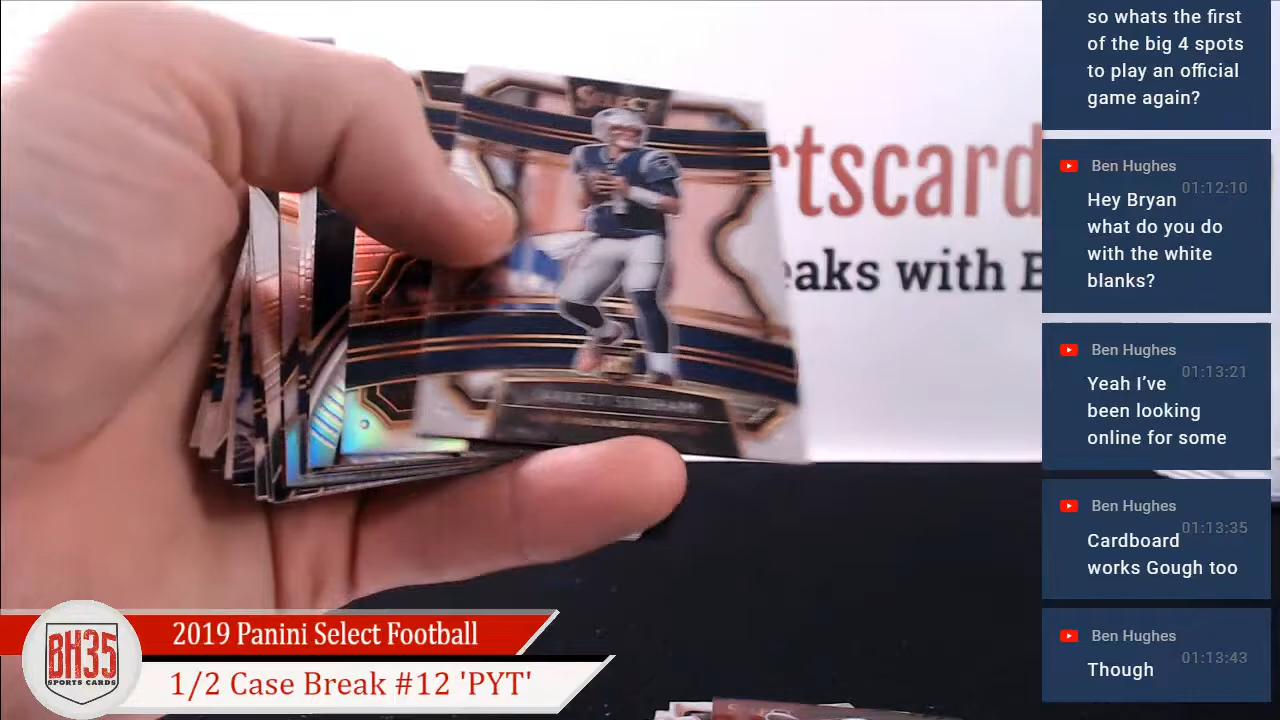 so whats the first
of the big 4 spots
to play an official
game again?
Ben Hughes
01:12:10
Hey Bryan
what do you do
with the white
blanks?
Ben Hughes
01:13:21
Yeah I've
been looking
online for some
Ben Hughes
01:13:35
Cardboard
works Gough too
Ben Hughes
01:13:43
Though
SELECT
rtscard
eaks with B
BH35
SPORTS CARDS
2019 Panini Select Football
1/2 Case Break #12 'PYT'